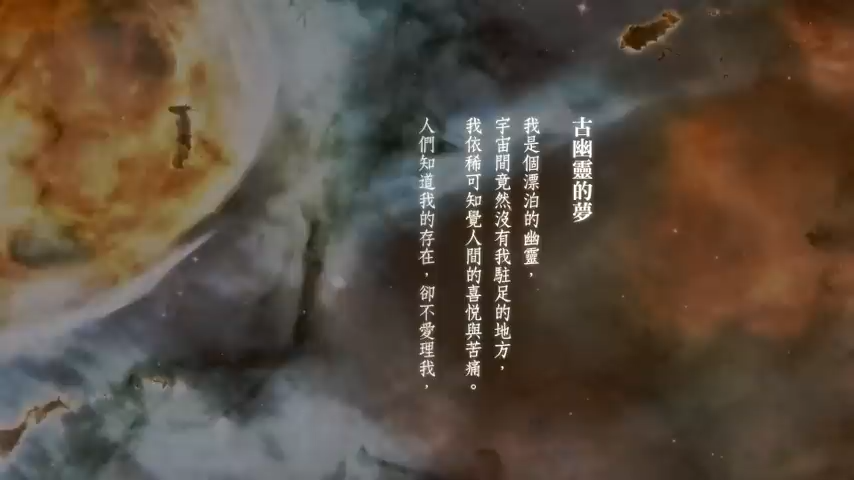 古幽靈的夢
我是個漂泊的幽靈，
宇宙間竟然沒有我駐足的地方，
我依稀可知覺人間的喜悅與苦痛。
人們知道我的存在，卻不愛理我，